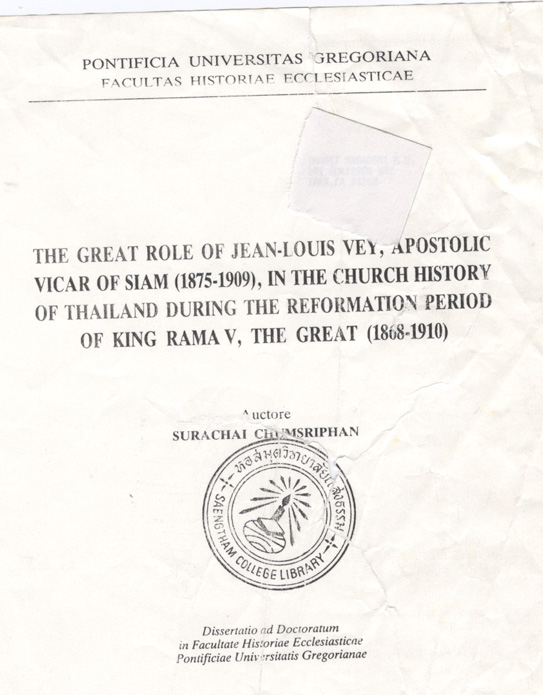 PONTIFICIA UNIVERSITAS GREGORIANA
FACULTAS HISTORIAE ECCLESIASTICAE
THE GREAT ROLE OF JEAN-LOUIS VEY, APOSTOLIC
VICAR OF SIAM (1875-1909), IN THE CHURCH HISTORY
OF THAILAND DURING THE REFORMATION PERIOD
OF KING RAMA V, THE GREAT (1868-1910)
Auctore
SURACHAI CHUMSRIPHAN
หอสมุดวิทยาลัยแสงธรรม
SAENGTHAM COLLEGE LIBRARY
Dissertatio ad Doctoratum
in Facultate Historiae Ecclesiasticae
Pontificiae Universitatis Gregorianae